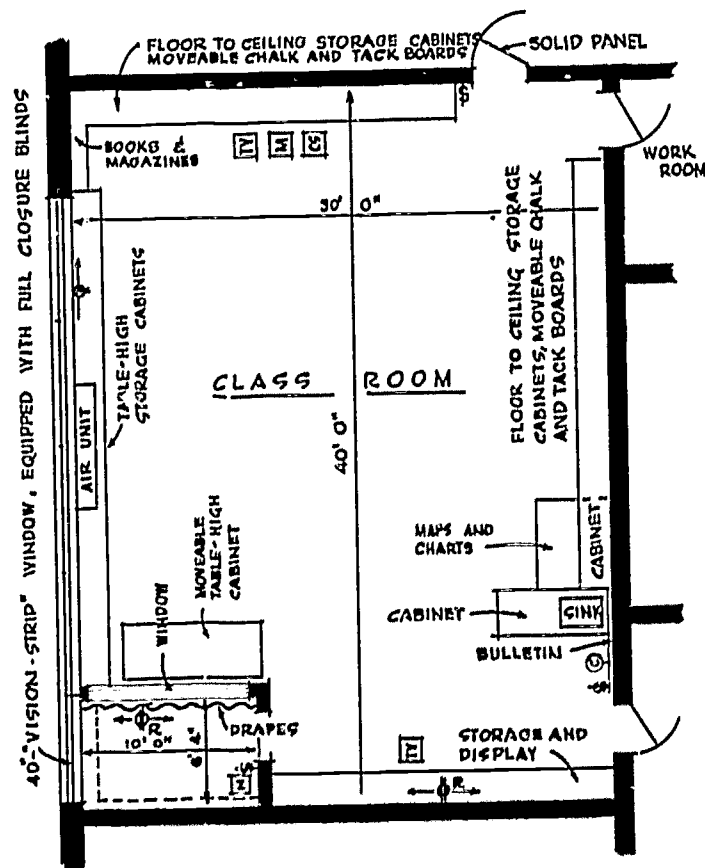 FLOOR TO CEILING STORAGE CABINETS
MOVEABLE CHALK AND TACK BOARDS
SOLID PANEL
BOOKS &
MAGAZINES
TV
M
CS
WORK
ROOM
30' 0"
40" "VISION-STRIP" WINDOW, EQUIPPED WITH FULL CLOSURE BLINDS
TABLE-HIGH
STORAGE CABINETS
FLOOR TO CEILING STORAGE
CABINETS, MOVEABLE CHALK
AND TACK BOARDS
CLASS ROOM
40' 0"
AIR UNIT
MOVEABLE
TABLE-HIGH
CABINET
WINDOW
MAPS AND
CHARTS
CABINET
CABINET
SINK
BULLETIN
C
S
DRAPES
R
10' 0"
6' 4"
S
STORAGE AND
DISPLAY
R